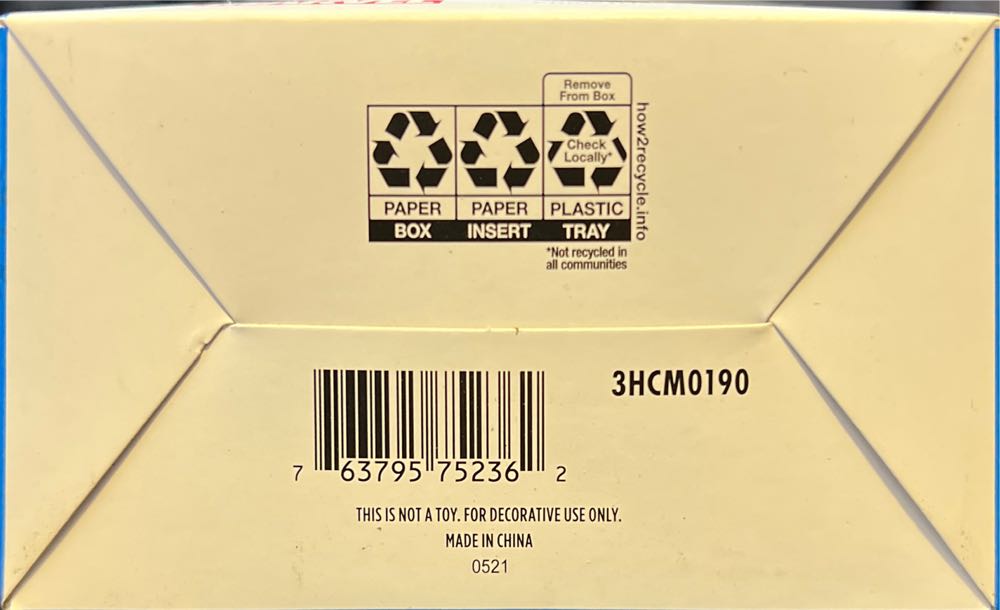 Remove
From Box
Check
Locally*
how2recycle.info
PAPER PAPER PLASTIC
BOX INSERT TRAY
*Not recycled in
all communities
3HCM0190
7 63795 75236 2
THIS IS NOT A TOY. FOR DECORATIVE USE ONLY.
MADE IN CHINA
0521